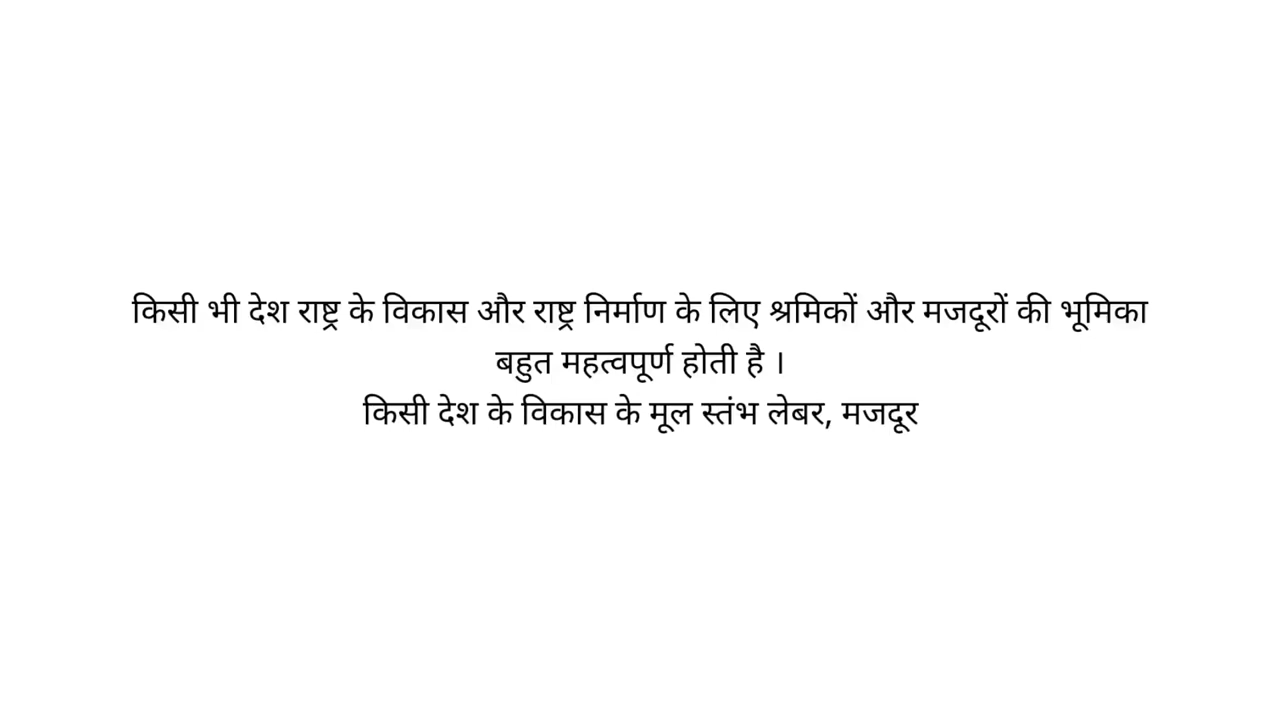 किसी भी देश राष्ट्र के विकास और राष्ट्र निर्माण के लिए श्रमिकों और मजदूरों की भूमिका
बहुत महत्वपूर्ण होती है ।
किसी देश के विकास के मूल स्तंभ लेबर, मजदूर